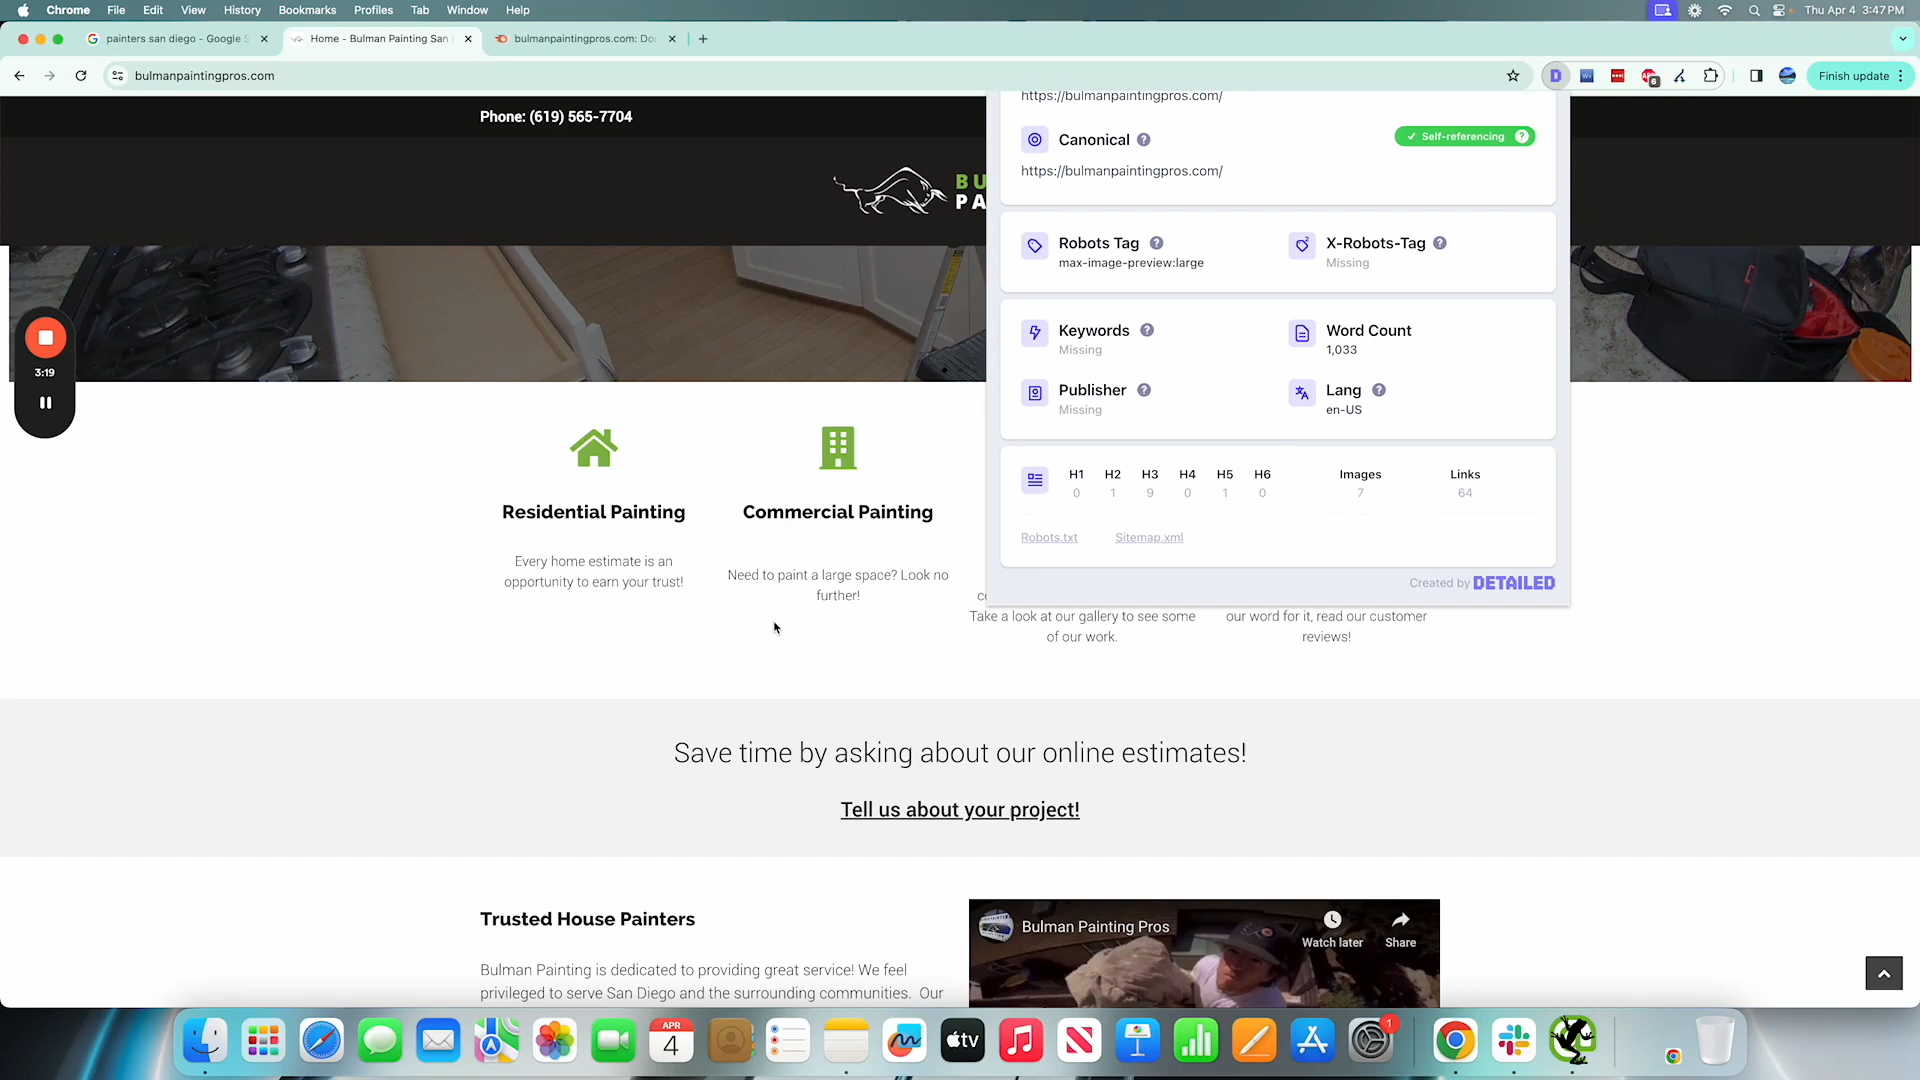 Chrome File Edit View History Bookmarks Profiles Tab Window Help
Thu Apr 4 3:47 PM
painters san diego - Google S
Home - Bulman Painting San
bulmanpaintingpros.com: Do
bulmanpaintingpros.com
6
Finish update
Phone: (619) 565-7704
BU
PA
https://bulmanpaintingpros.com/
Canonical ?
✓ Self-referencing ?
https://bulmanpaintingpros.com/
Robots Tag ?
max-image-preview:large
X-Robots-Tag ?
Missing
Keywords ?
Missing
Word Count
1,033
Publisher ?
Missing
Lang ?
en-US
H1 H2 H3 H4 H5 H6 Images Links
0 1 9 0 1 0 7 64
Robots.txt Sitemap.xml
Created by DETAILED
3:19
Residential Painting
Every home estimate is an
opportunity to earn your trust!
Commercial Painting
Need to paint a large space? Look no
further!
Take a look at our gallery to see some
of our work.
our word for it, read our customer
reviews!
Save time by asking about our online estimates!
Tell us about your project!
Trusted House Painters
Bulman Painting is dedicated to providing great service! We feel
privileged to serve San Diego and the surrounding communities. Our
Bulman Painting Pros
Watch later
Share
APR
4
tv
1